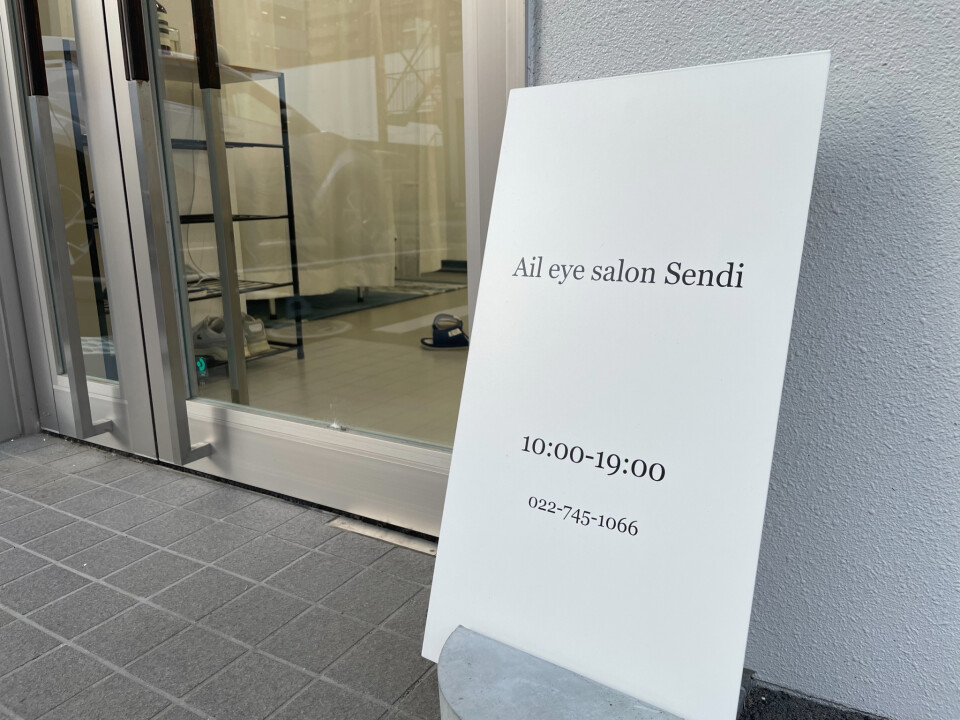 Ail eye salon Sendi
10:00-19:00
022-745-1066